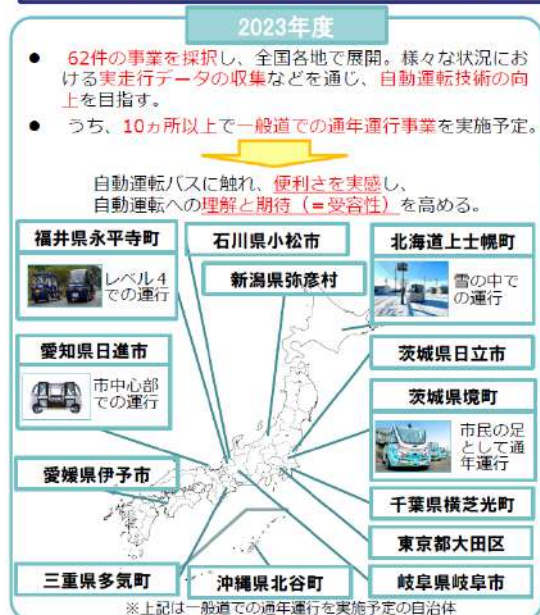 2023年度
● 62件の事業を採択し、全国各地で展開。様々な状況にお
ける実走行データの収集などを通じ、自動運転技術の向
上を目指す。
● うち、10ヵ所以上で一般道での通年運行事業を実施予定。
自動運転バスに触れ、便利さを実感し、
自動運転への理解と期待(=受容性)を高める。
福井県永平寺町
レベル4
での運行
石川県小松市
新潟県弥彦村
北海道上士幌町
雪の中で
の運行
愛知県日進市
市中心部
での運行
茨城県日立市
茨城県境町
市民の足
として通
年運行
愛媛県伊予市
千葉県横芝光町
東京都大田区
三重県多気町
沖縄県北谷町
岐阜県岐阜市
※上記は一般道での通年運行を実施予定の自治体